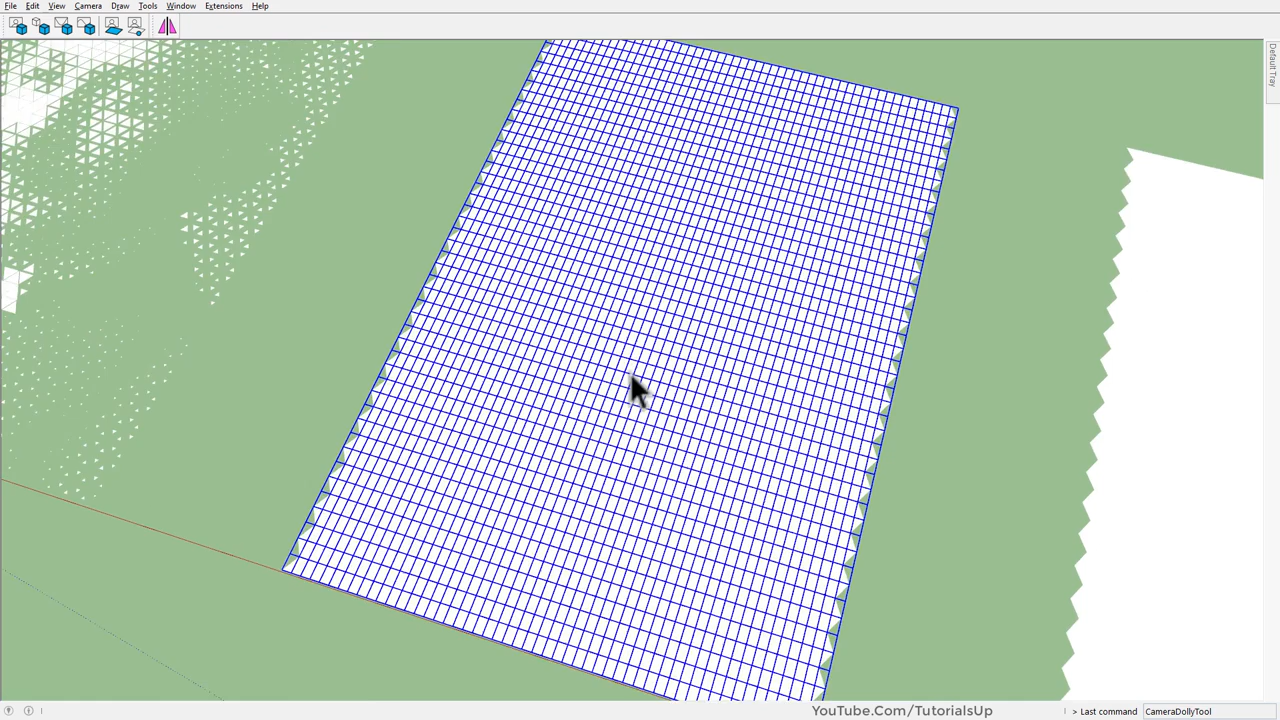 File Edit View Camera Draw Tools Window Extensions Help
Default Tray
YouTube.Com/TutorialsUp
> Last command CameraDollyTool